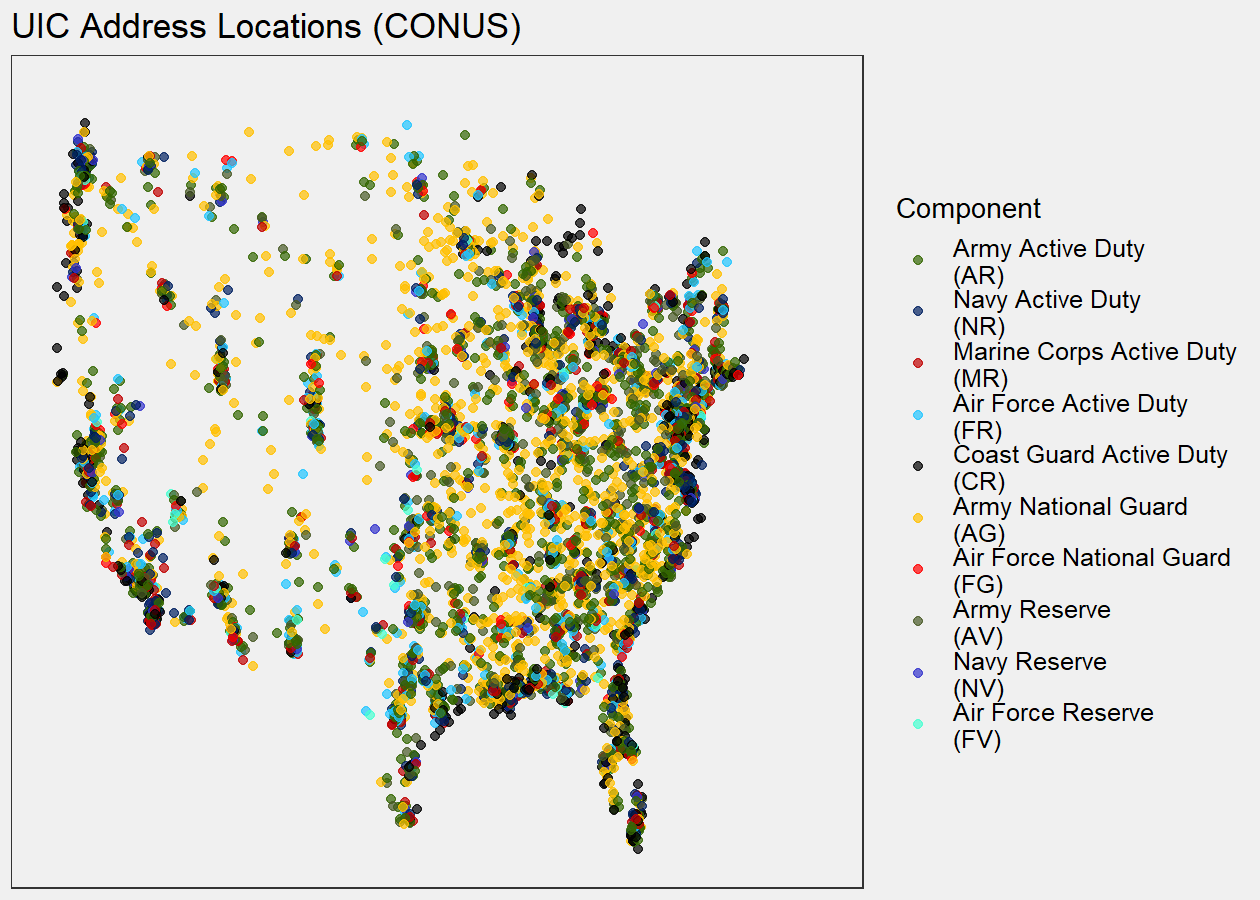 UIC Address Locations (CONUS)
Component
Army Active Duty
(AR)
Navy Active Duty
(NR)
Marine Corps Active Duty
(MR)
Air Force Active Duty
(FR)
Coast Guard Active Duty
(CR)
Army National Guard
(AG)
Air Force National Guard
(FG)
Army Reserve
(AV)
Navy Reserve
(NV)
Air Force Reserve
(FV)